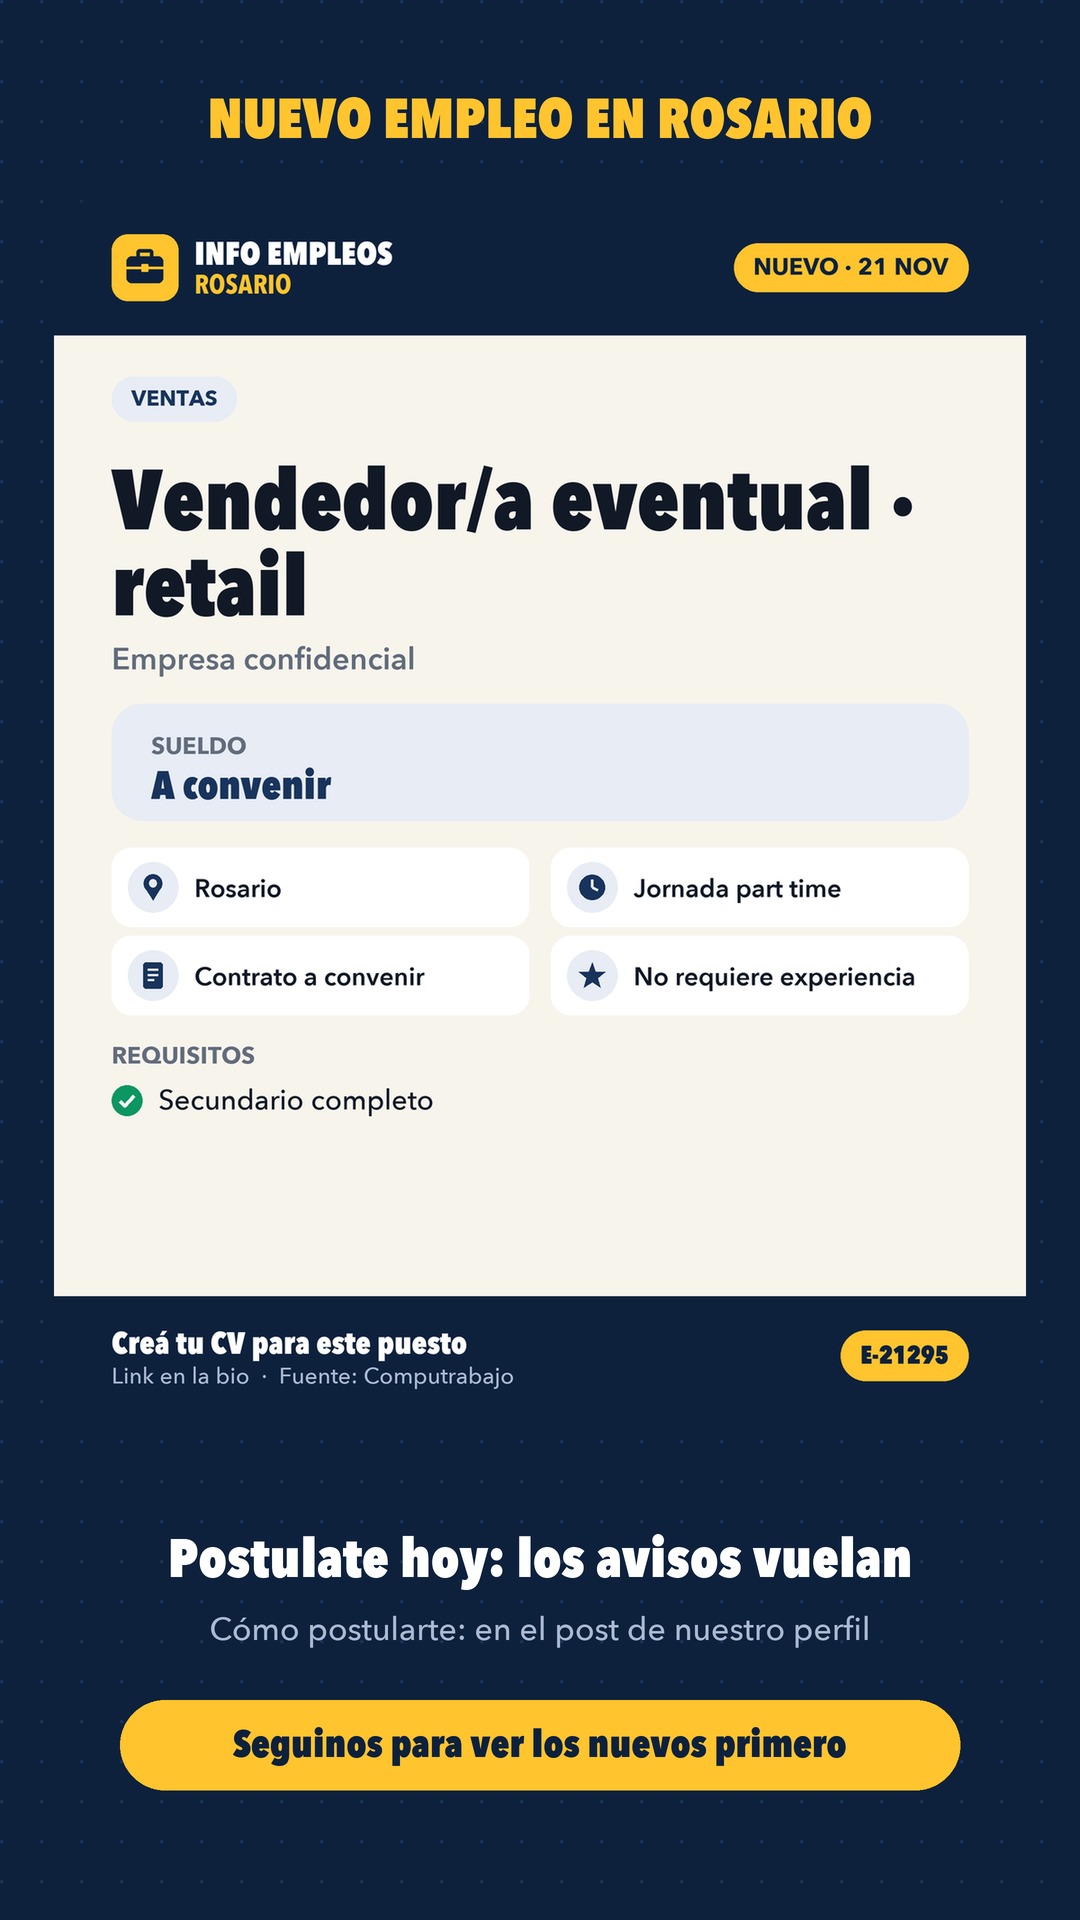 NUEVO EMPLEO EN ROSARIO
INFO EMPLEOS
ROSARIO
NUEVO · 21 NOV
VENTAS
Vendedor/a eventual ·
retail
Empresa confidencial
SUELDO
A convenir
Rosario
Jornada part time
Contrato a convenir
No requiere experiencia
REQUISITOS
Secundario completo
Creá tu CV para este puesto
Link en la bio · Fuente: Computrabajo
E-21295
Postulate hoy: los avisos vuelan
Cómo postularte: en el post de nuestro perfil
Seguinos para ver los nuevos primero